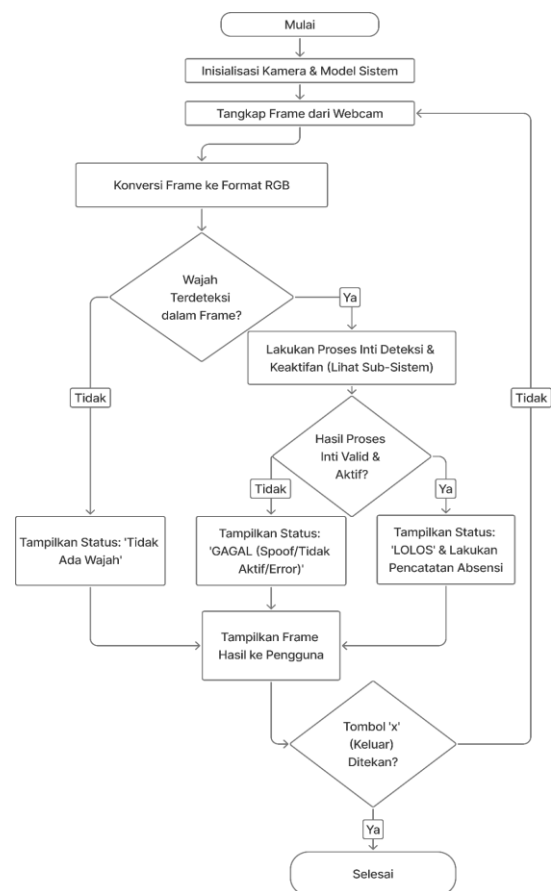 Mulai
Inisialisasi Kamera & Model Sistem
Tangkap Frame dari Webcam
Konversi Frame ke Format RGB
Wajah
Terdeteksi
dalam Frame?
Ya
Lakukan Proses Inti Deteksi &
Keaktifan (Lihat Sub-Sistem)
Tidak
Tidak
Hasil Proses
Inti Valid &
Aktif?
Tidak
Ya
Tampilkan Status: 'Tidak
Ada Wajah'
Tampilkan Status:
'GAGAL (Spoof/Tidak
Aktif/Error)'
Tampilkan Status:
'LOLOS' & Lakukan
Pencatatan Absensi
Tampilkan Frame
Hasil ke Pengguna
Tombol 'x'
(Keluar)
Ditekan?
Ya
Selesai